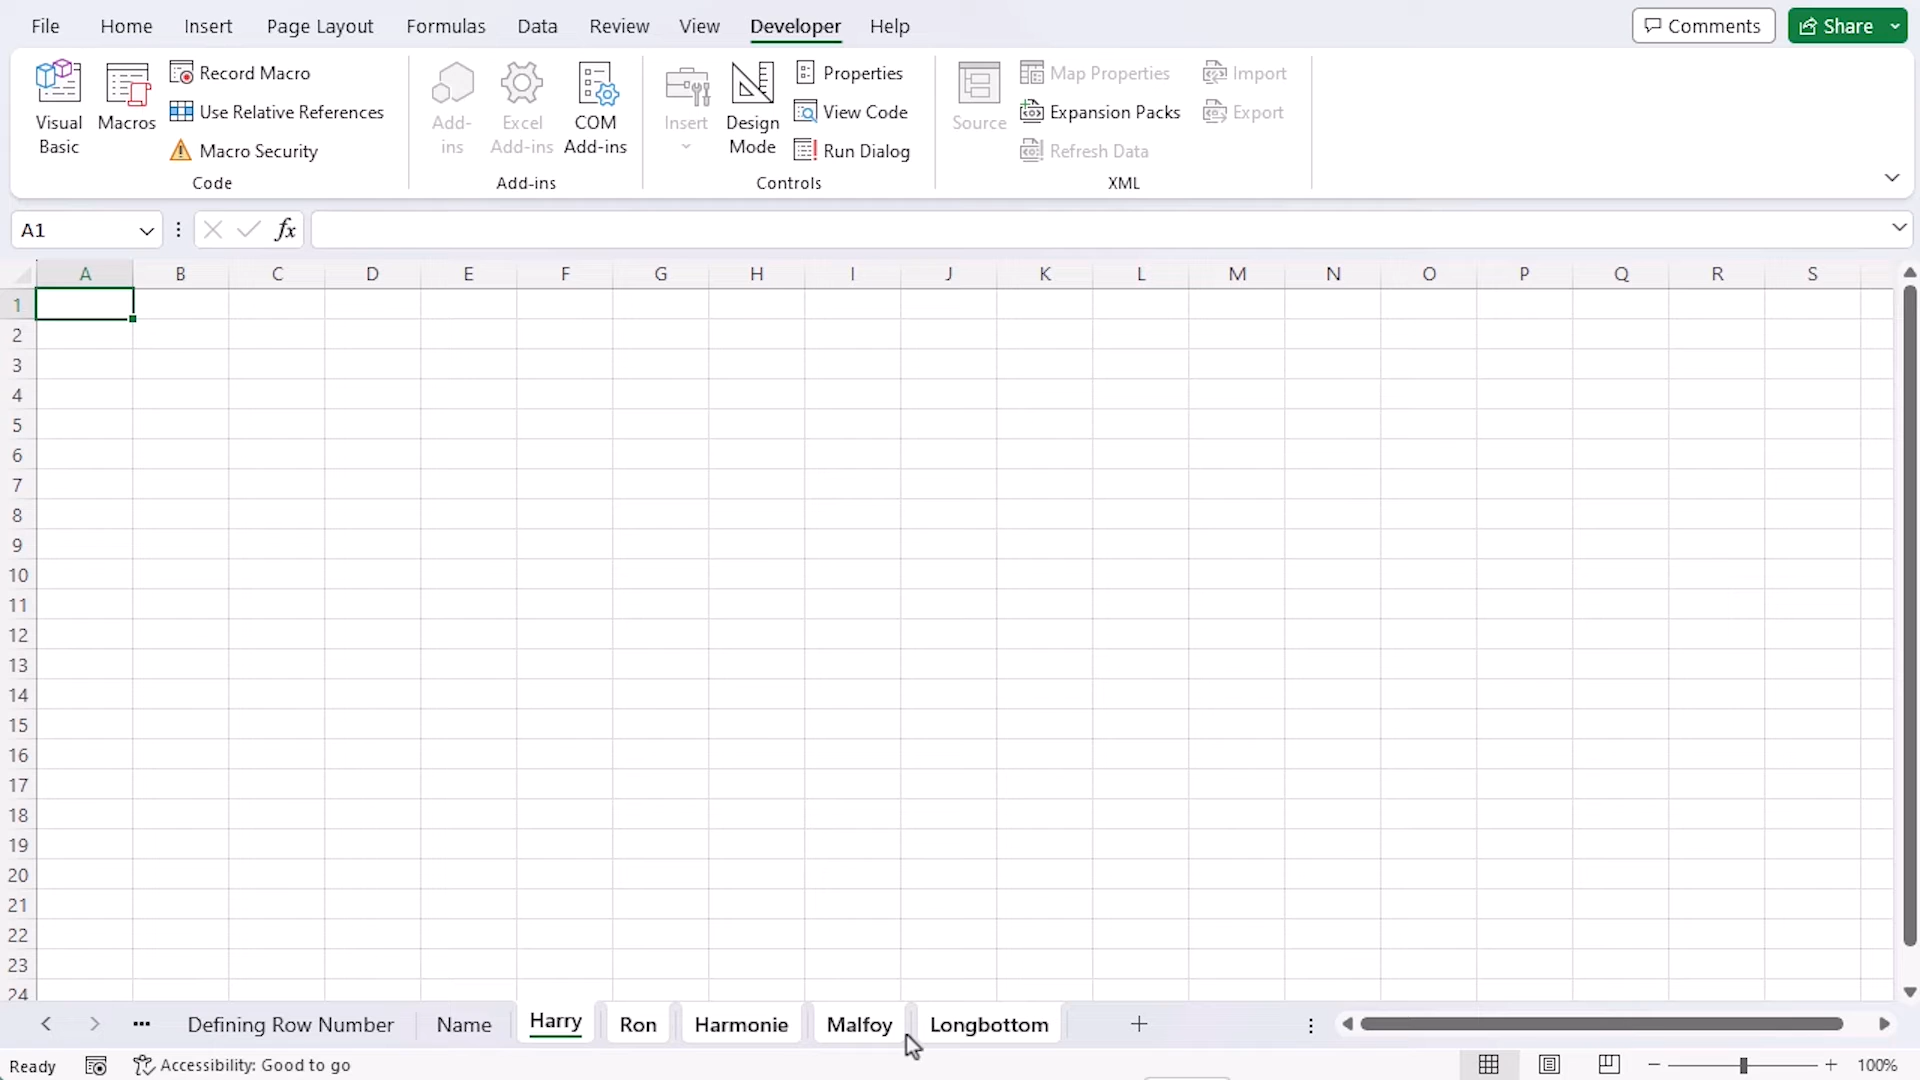 File Home Insert Page Layout Formulas Data Review View Developer Help Comments Share
Visual Basic
Macros
Record Macro
Use Relative References
Macro Security
Code
Add-ins
Excel Add-ins
COM Add-ins
Add-ins
Insert
Design Mode
Properties
View Code
Run Dialog
Controls
Source
Map Properties
Expansion Packs
Refresh Data
Import
Export
XML
A1
fx
A B C D E F G H I J K L M N O P Q R S
1
2
3
4
5
6
7
8
9
10
11
12
13
14
15
16
17
18
19
20
21
22
23
24
Defining Row Number Name Harry Ron Harmonie Malfoy Longbottom
Ready Accessibility: Good to go 100%